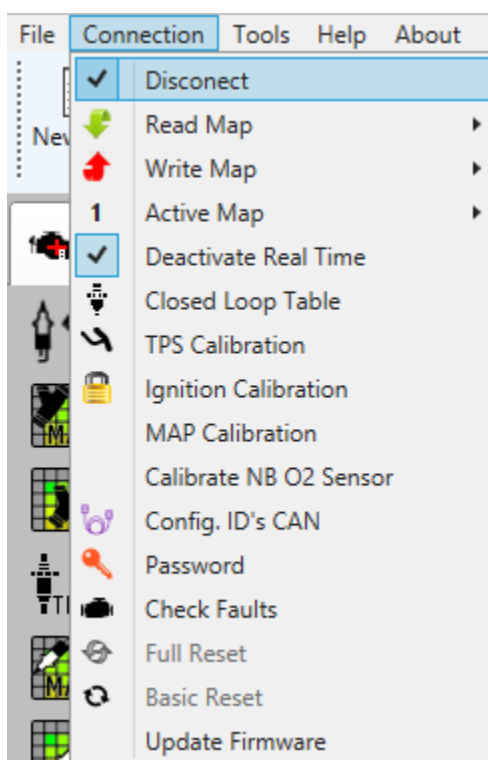 File Connection Tools Help About
Disconect
New
Read Map
Write Map
1 Active Map
Deactivate Real Time
Closed Loop Table
TPS Calibration
Ignition Calibration
MAP Calibration
Calibrate NB O2 Sensor
Config. ID's CAN
Password
Check Faults
Full Reset
Basic Reset
Update Firmware